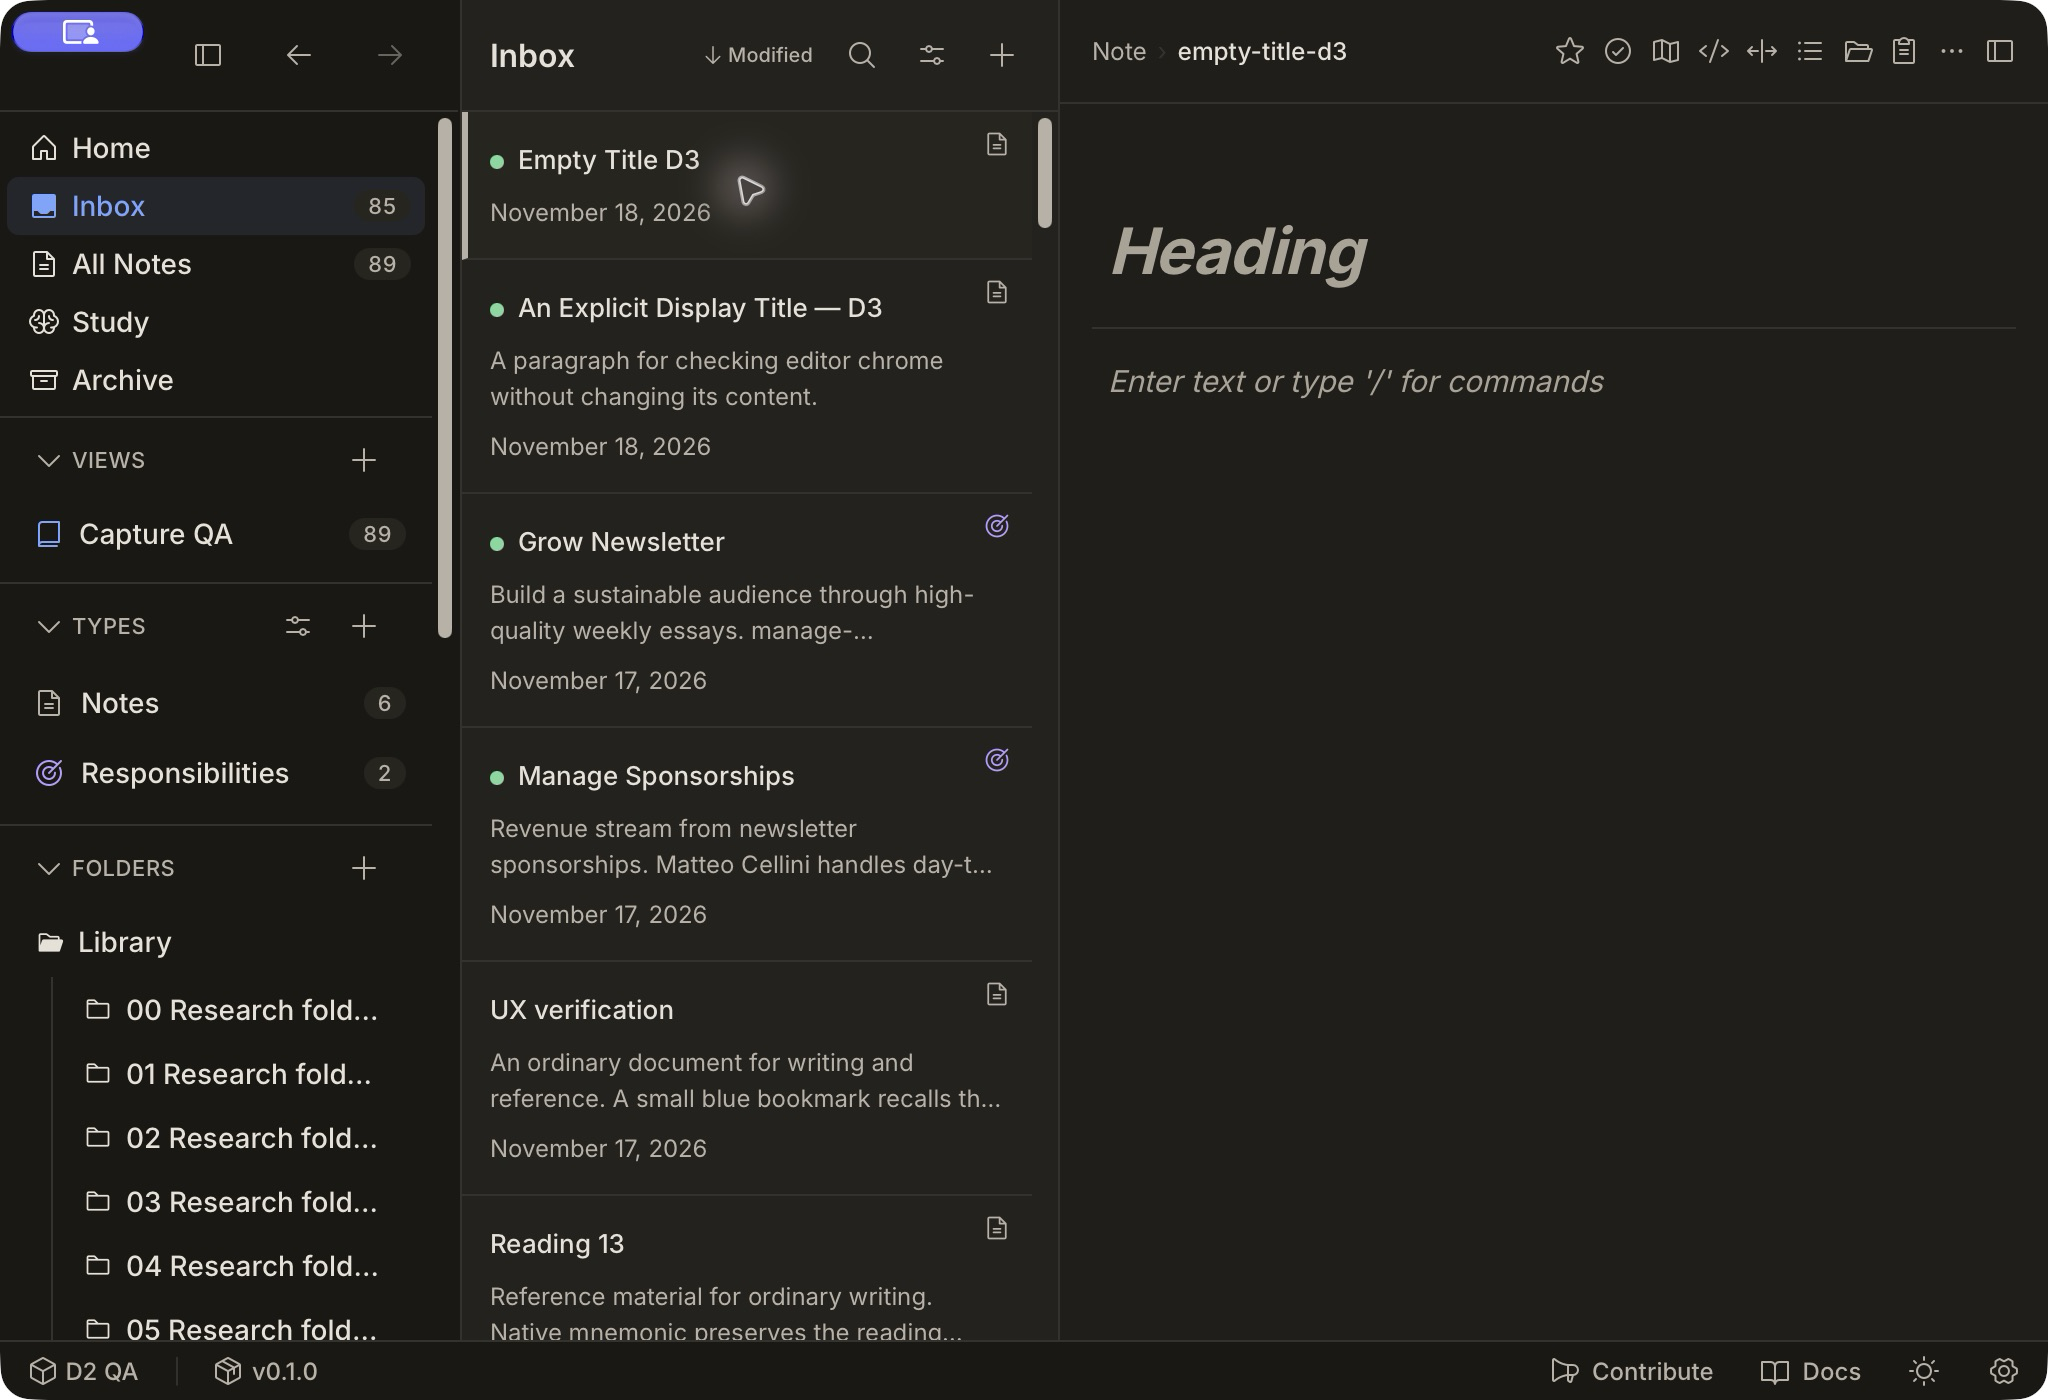 Home
Inbox 85
All Notes 89
Study
Archive
VIEWS
Capture QA 89
TYPES
Notes 6
Responsibilities 2
FOLDERS
Library
00 Research fold...
01 Research fold...
02 Research fold...
03 Research fold...
04 Research fold...
05 Research fold...
Inbox
Modified
Empty Title D3
November 18, 2026
An Explicit Display Title — D3
A paragraph for checking editor chrome
without changing its content.
November 18, 2026
Grow Newsletter
Build a sustainable audience through high-
quality weekly essays. manage-...
November 17, 2026
Manage Sponsorships
Revenue stream from newsletter
sponsorships. Matteo Cellini handles day-t...
November 17, 2026
UX verification
An ordinary document for writing and
reference. A small blue bookmark recalls th...
November 17, 2026
Reading 13
Reference material for ordinary writing.
Native mnemonic preserves the reading...
Note › empty-title-d3
Heading
Enter text or type '/' for commands
D2 QA
v0.1.0
Contribute
Docs